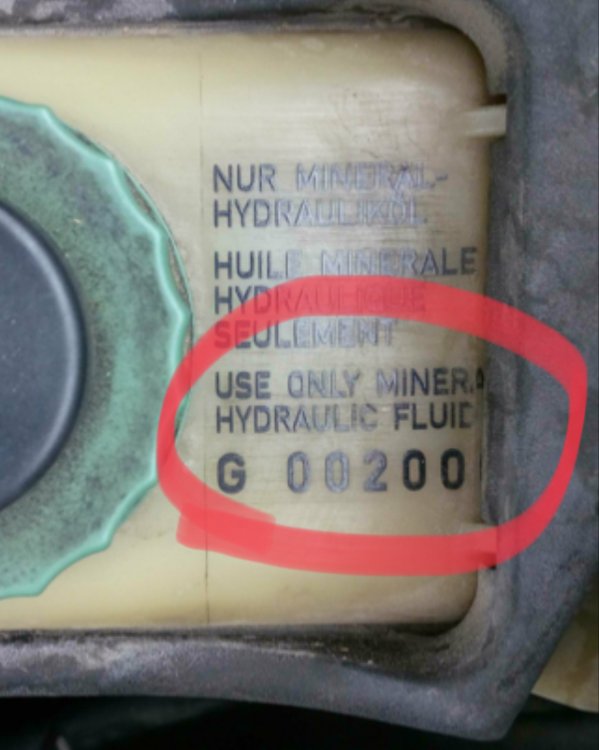 NUR MINERAL-
HYDRAULIKÖL
HUILE MINERALE
HYDRAULIQUE
SEULEMENT
USE ONLY MINERA
HYDRAULIC FLUID
G 00200